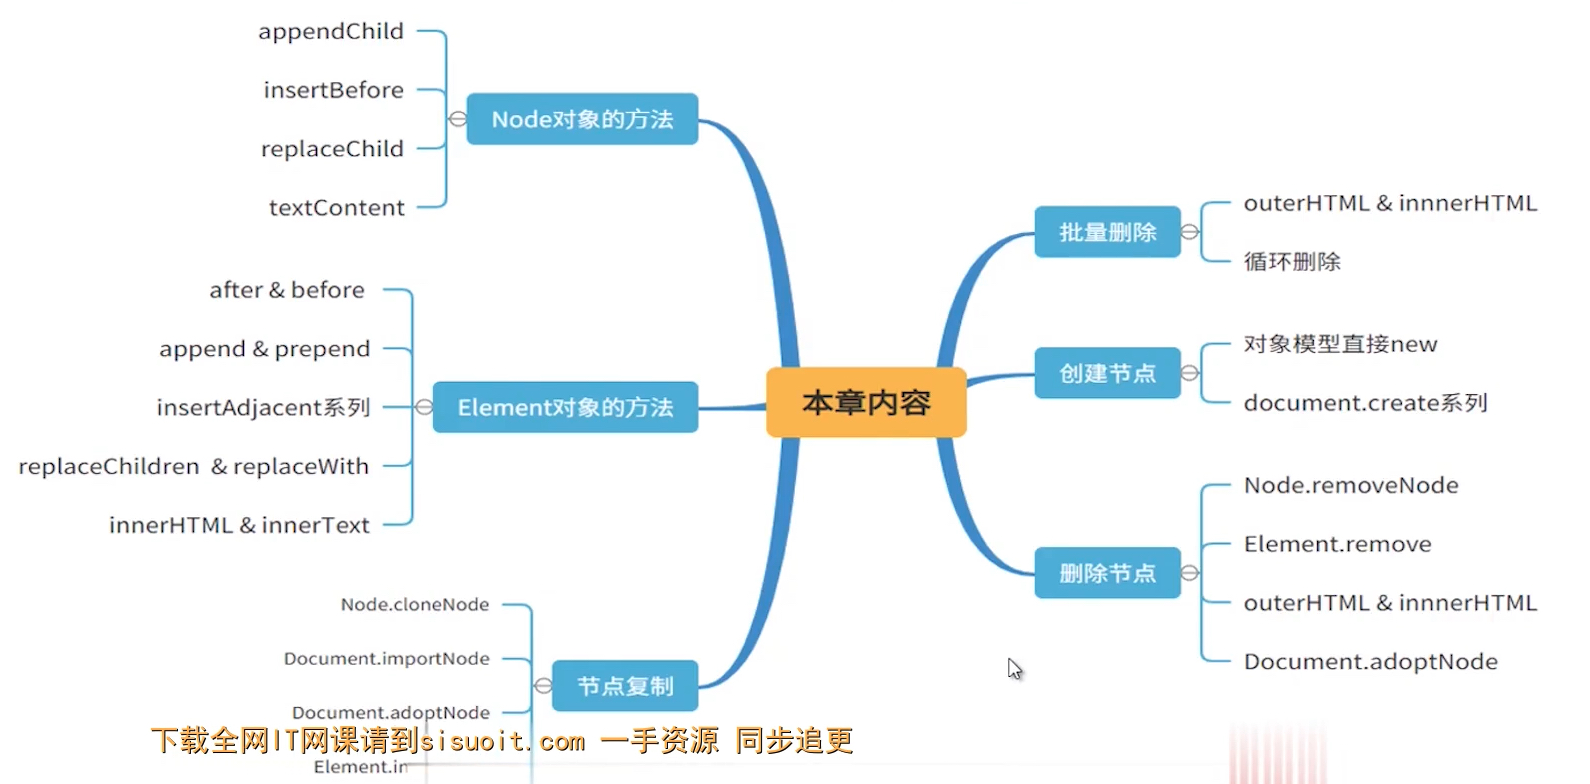 appendChild
insertBefore
replaceChild
textContent
Node对象的方法
after & before
append & prepend
insertAdjacent系列
replaceChildren & replaceWith
innerHTML & innerText
Element对象的方法
Node.cloneNode
Document.importNode
Document.adoptNode
Element.in
节点复制
本章内容
批量删除
outerHTML & innnerHTML
循环删除
创建节点
对象模型直接new
document.create系列
删除节点
Node.removeNode
Element.remove
outerHTML & innnerHTML
Document.adoptNode
下载全网IT网课请到sisuoit.com 一手资源 同步追更